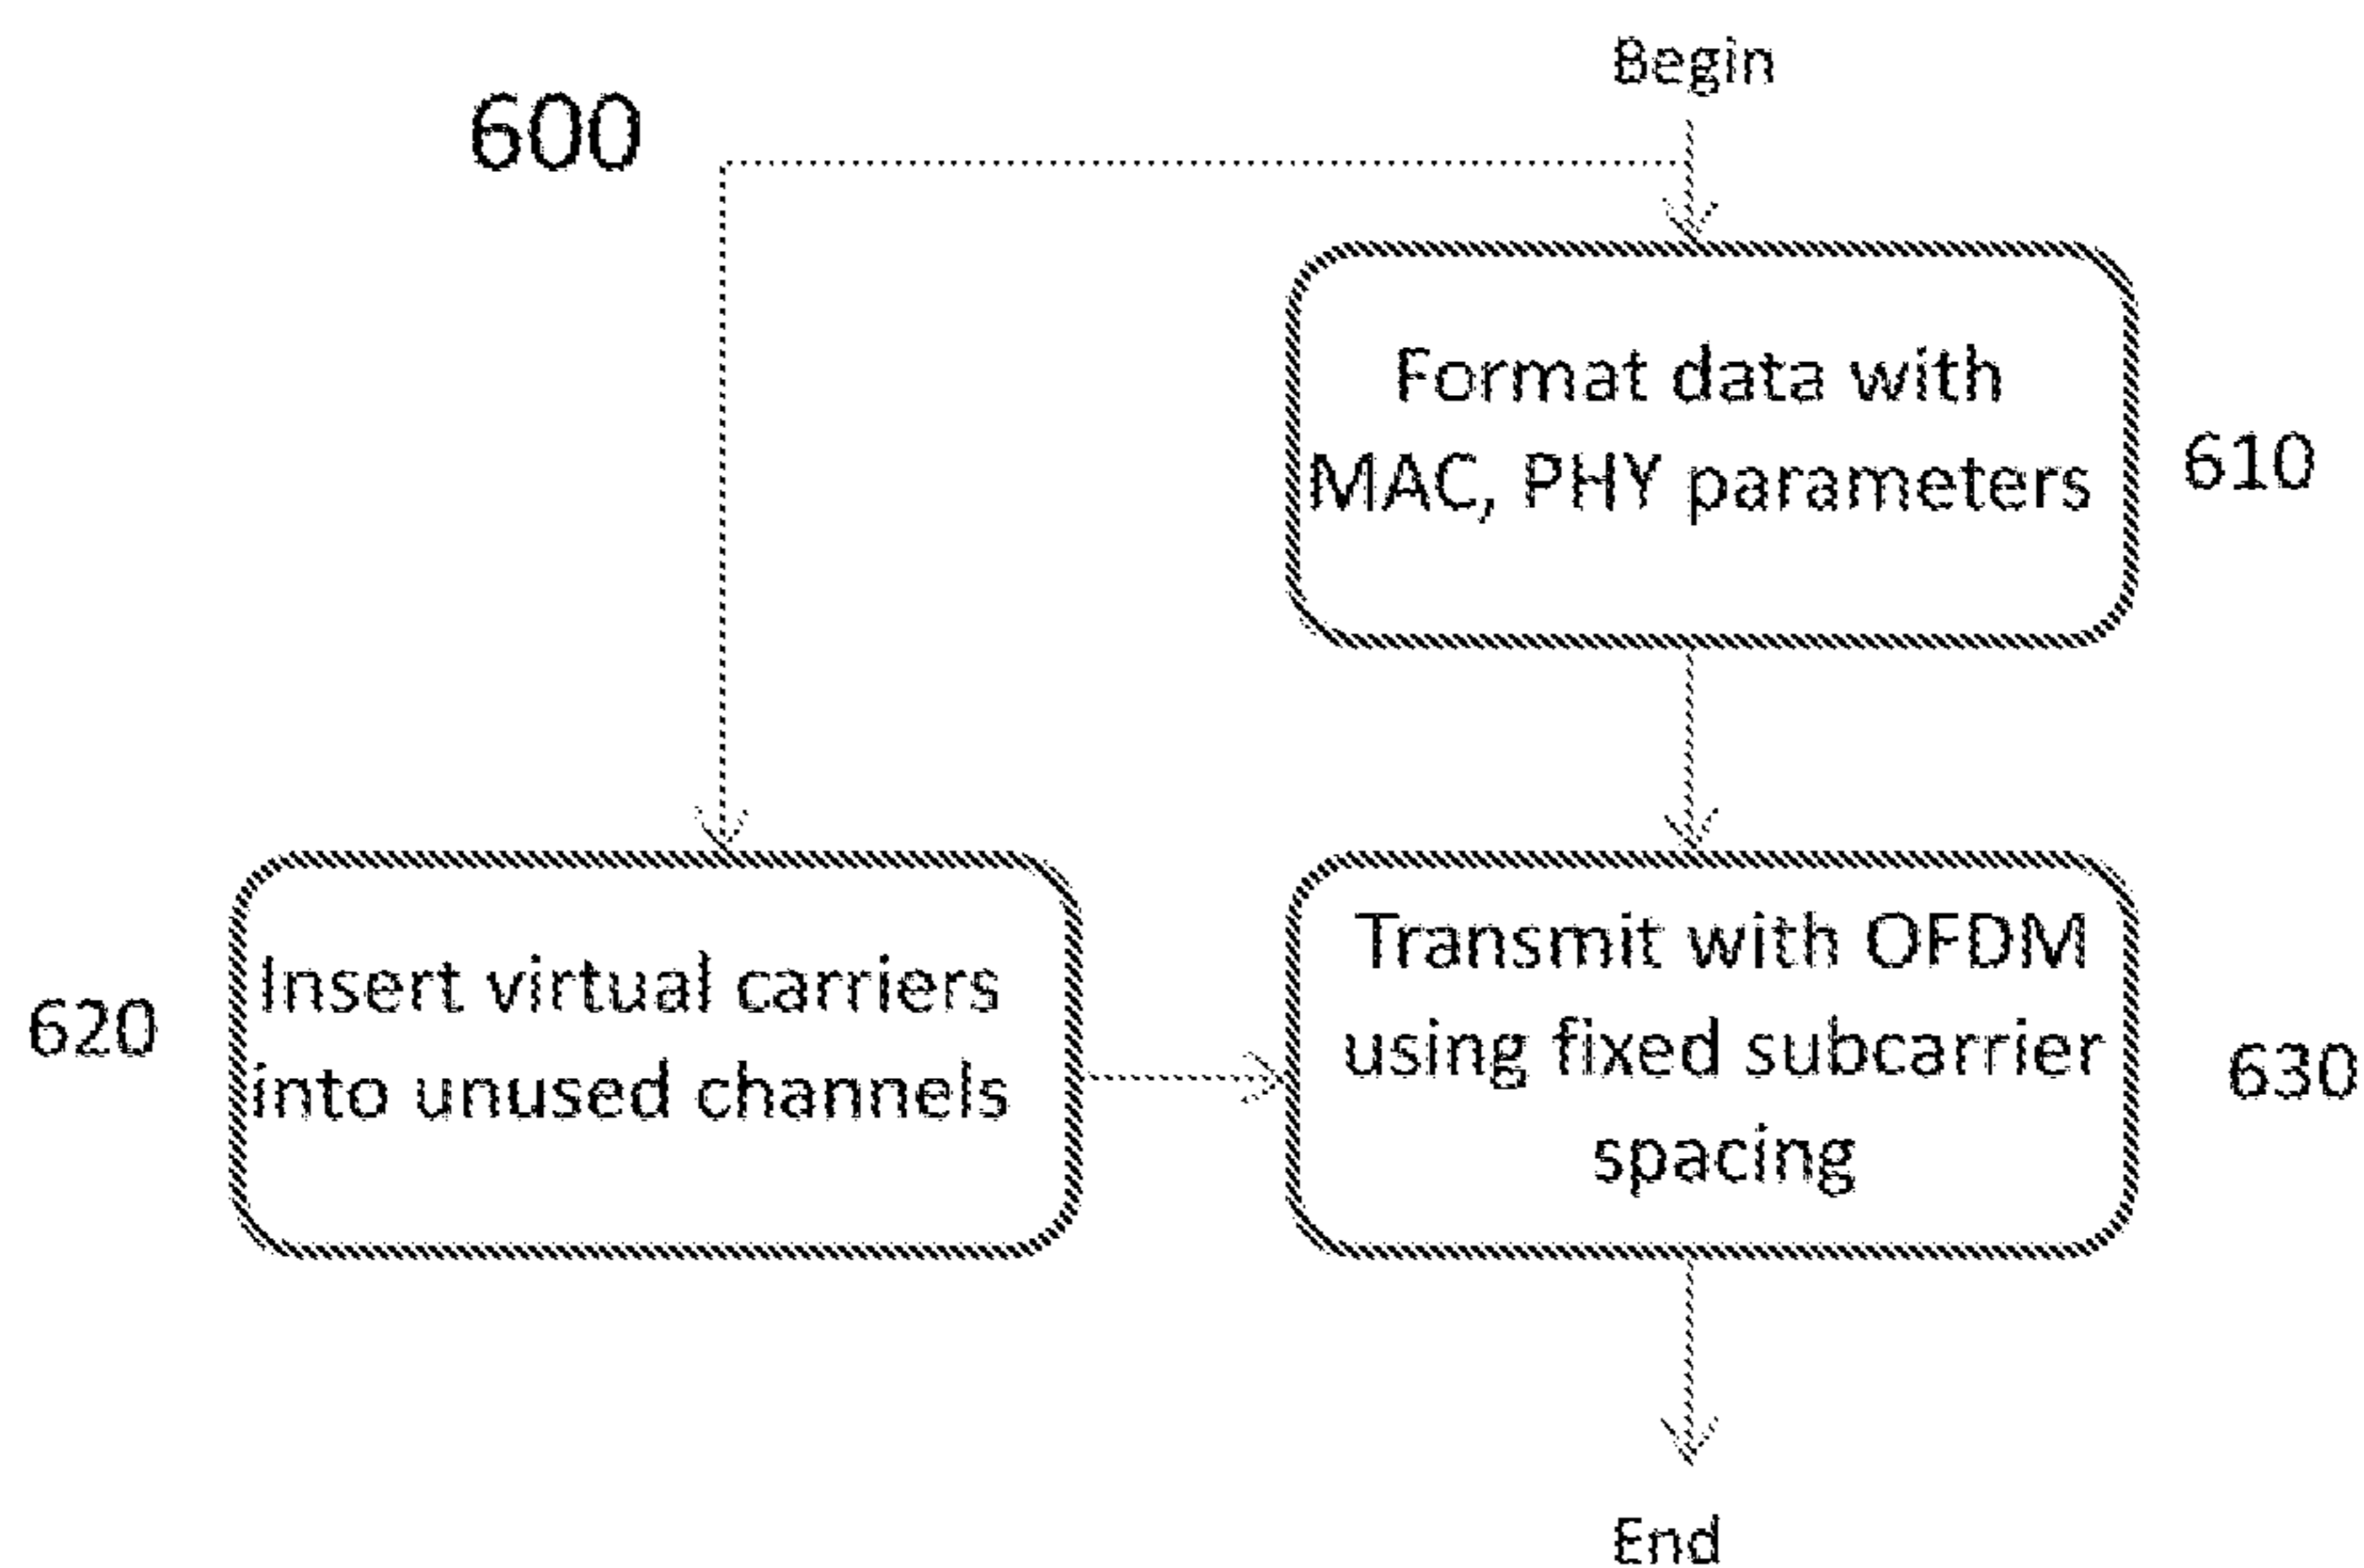 Begin
600
Format data with
MAC, PHY parameters
610
Insert virtual carriers
into unused channels
620
Transmit with OFDM
using fixed subcarrier
spacing
630
End